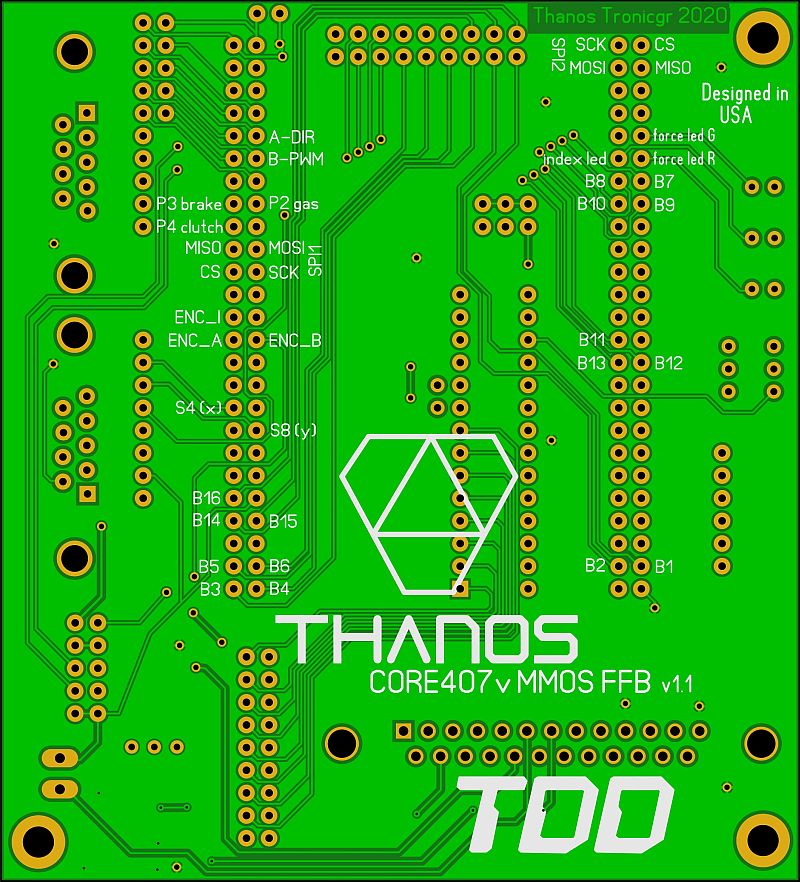 Thanos Tronicgr 2020
SPI2
SCK CS
MOSI MISO
Designed in
USA
A-DIR
B-PWM
force led G
index led force led R
B8 B7
P3 brake P2 gas
B10 B9
P4 clutch
MISO MOSI
SPI1
CS SCK
ENC_I
ENC_A ENC_B
B11
B13 B12
S4 (x)
S8 (y)
B16
B14 B15
B5 B6
B2 B1
B3 B4
THANOS
CORE407v MMOS FFB v1.1
TDD